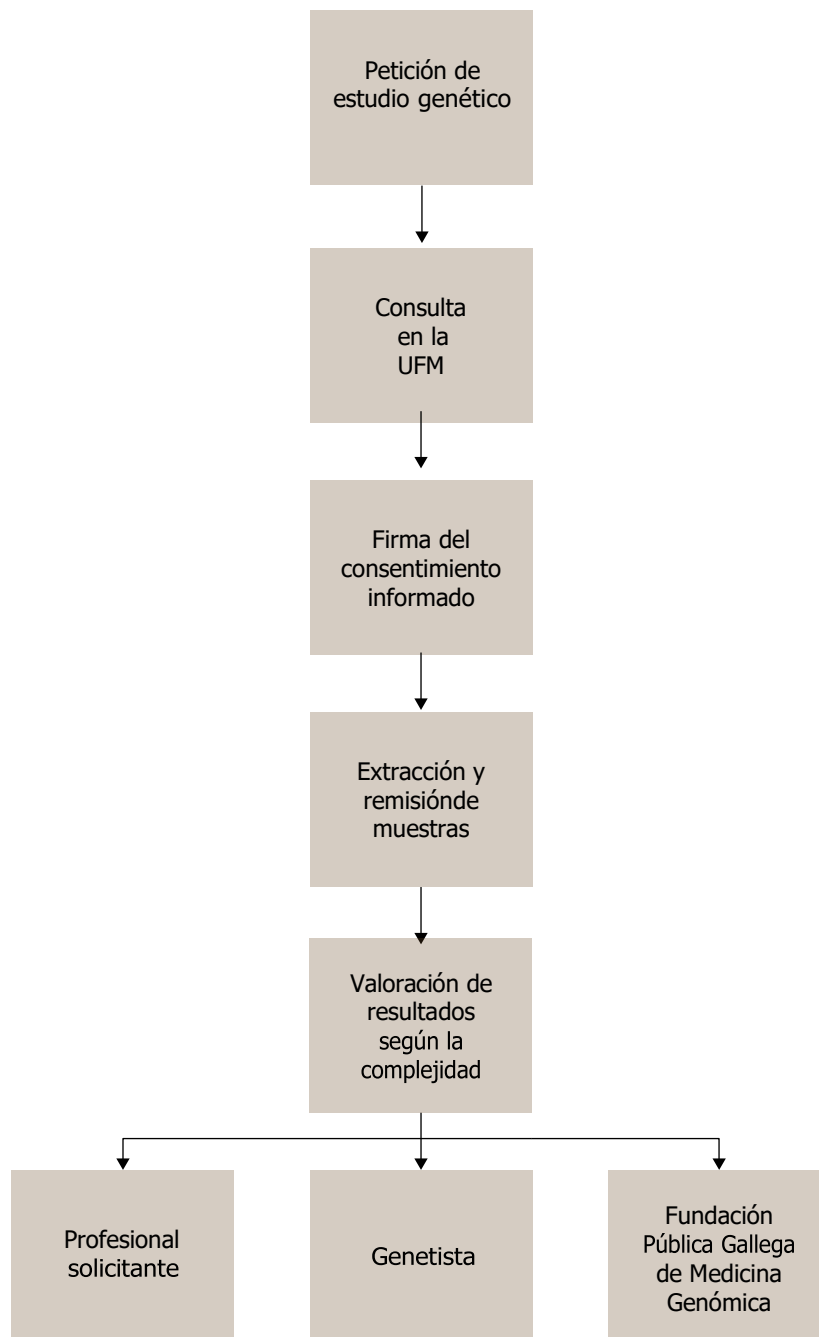 Petición de
estudio genético
Consulta
en la
UFM
Firma del
consentimiento
informado
Extracción y
remisiónde
muestras
Valoración de
resultados
según la
complejidad
Profesional
solicitante
Genetista
Fundación
Pública Gallega
de Medicina
Genómica